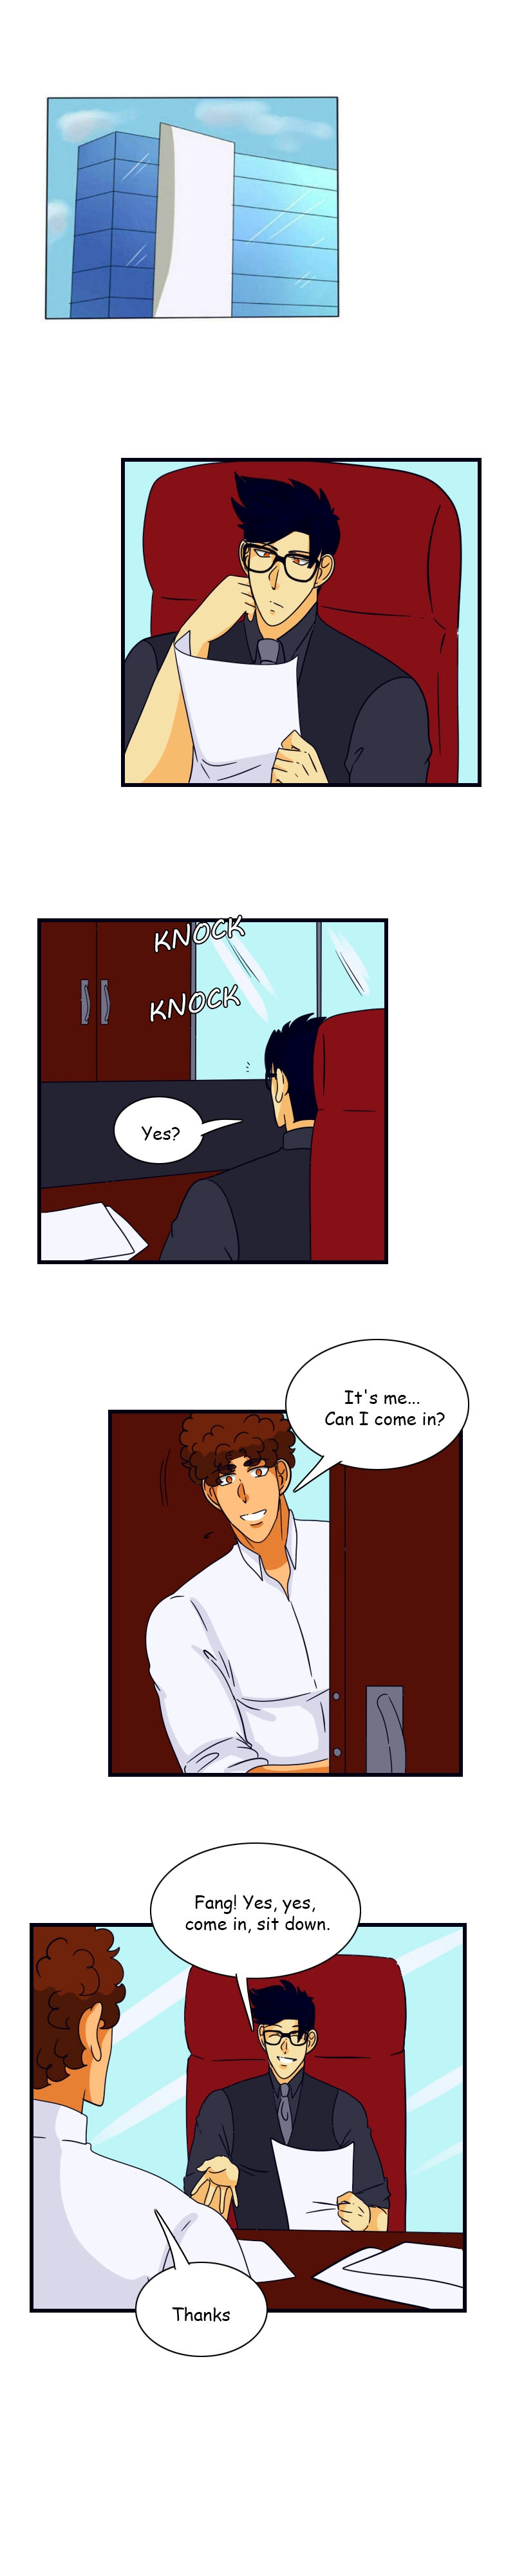 KNOCK
KNOCK
Yes?
It's me...
Can I come in?
Fang! Yes, yes,
come in, sit down.
Thanks